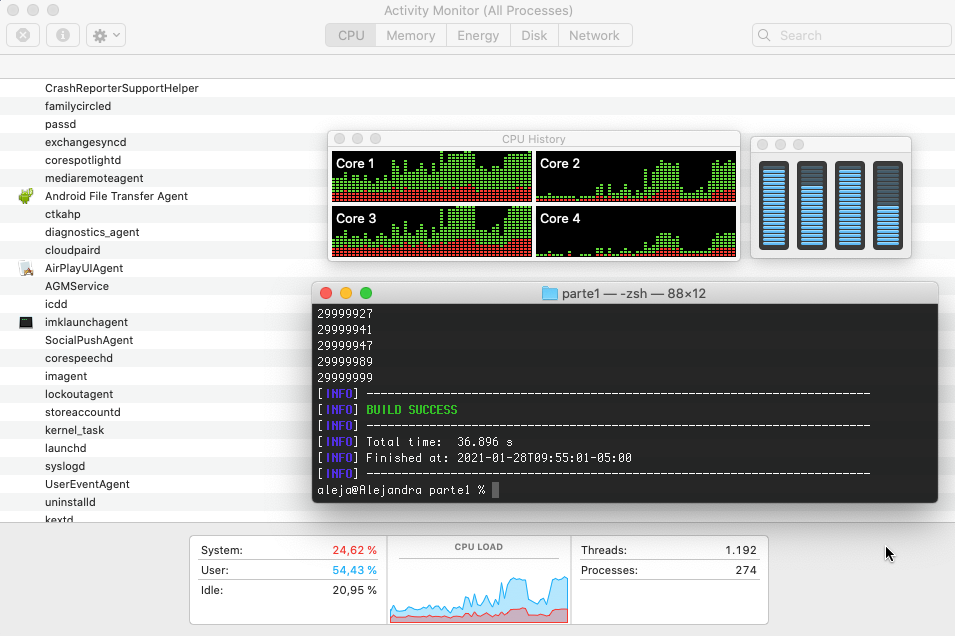 Activity Monitor (All Processes)
CPU Memory Energy Disk Network
Search
CrashReporterSupportHelper
familycircled
passd
exchangesyncd
corespotlightd
mediaremoteagent
Android File Transfer Agent
ctkahp
diagnostics_agent
cloudpaird
AirPlayUIAgent
AGMService
icdd
imklaunchagent
SocialPushAgent
corespeechd
imagent
lockoutagent
storeaccountd
kernel_task
launchd
syslogd
UserEventAgent
uninstalld
kextd
CPU History
Core 1
Core 2
Core 3
Core 4
parte1 — -zsh — 88×12
29999927
29999941
29999947
29999989
29999999
[INFO] ------------------------------------------------------------------------
[INFO] BUILD SUCCESS
[INFO] ------------------------------------------------------------------------
[INFO] Total time:  36.896 s
[INFO] Finished at: 2021-01-28T09:55:01-05:00
[INFO] ------------------------------------------------------------------------
aleja@Alejandra parte1 %
System: 24,62 %
User: 54,43 %
Idle: 20,95 %
CPU LOAD
Threads: 1.192
Processes: 274